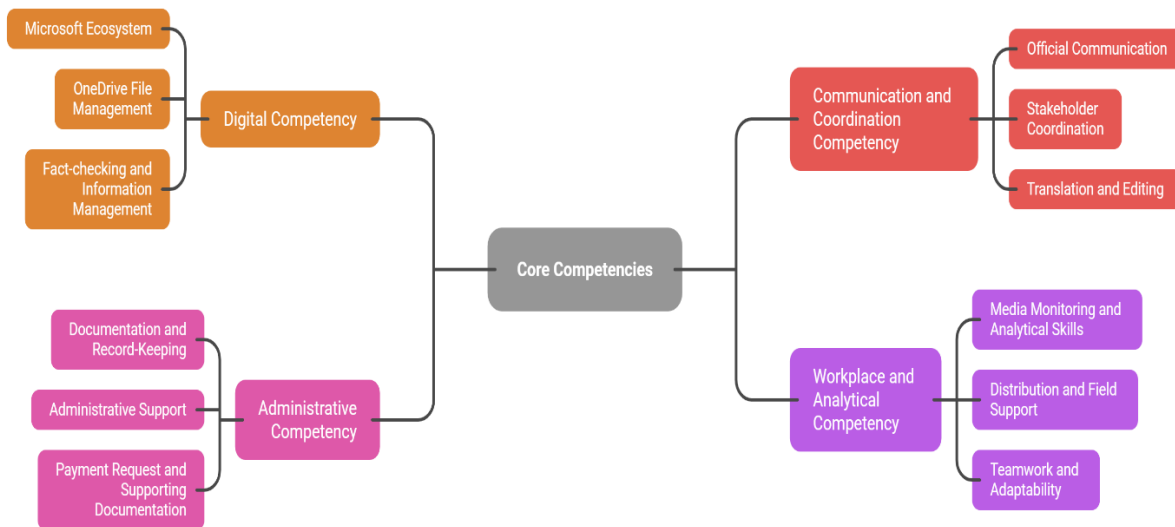 Microsoft Ecosystem
OneDrive File
Management
Fact-checking and
Information
Management
Digital Competency
Documentation and
Record-Keeping
Administrative Support
Payment Request and
Supporting
Documentation
Administrative
Competency
Core Competencies
Communication and
Coordination
Competency
Official Communication
Stakeholder
Coordination
Translation and Editing
Workplace and
Analytical
Competency
Media Monitoring and
Analytical Skills
Distribution and Field
Support
Teamwork and
Adaptability